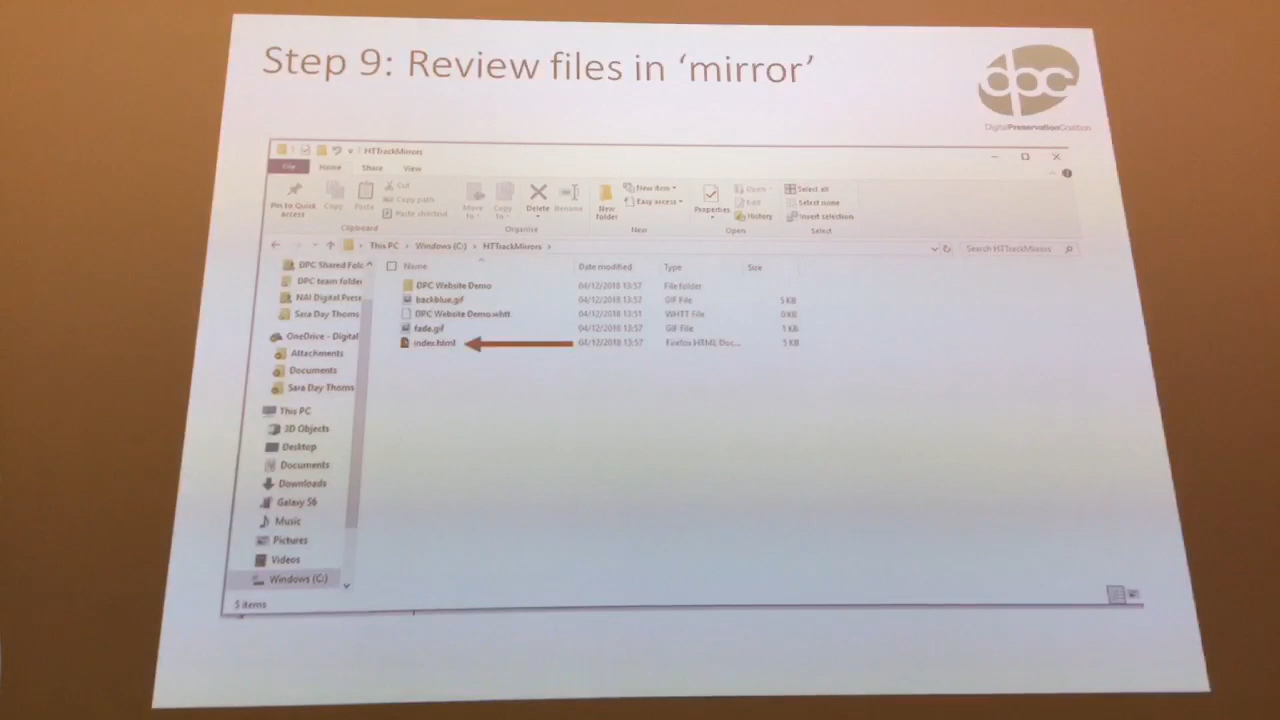 Step 9: Review files in ‘mirror’
dpc
DigitalPreservationCoalition
HTTrackMirrors
File Home Share View
Pin to Quick access
Copy
Paste
Cut
Copy path
Paste shortcut
Clipboard
Move to
Copy to
Delete
Rename
Organise
New folder
New item
Easy access
New
Properties
Open
Edit
History
Open
Select all
Select none
Invert selection
Select
This PC > Windows (C:) > HTTrackMirrors >
Search HTTrackMirrors
DPC Shared Folc
DPC team folder
NAI Digital Prese
Sara Day Thoms
OneDrive - Digital
Attachments
Documents
Sara Day Thoms
This PC
3D Objects
Desktop
Documents
Downloads
Galaxy S6
Music
Pictures
Videos
Windows (C:)
Name Date modified Type Size
DPC Website Demo 04/12/2018 13:57 File folder
backblue.gif 04/12/2018 13:57 GIF File 5 KB
DPC Website Demo.whtt 04/12/2018 13:51 WHTT File 0 KB
fade.gif 04/12/2018 13:57 GIF File 1 KB
index.html 04/12/2018 13:57 Firefox HTML Doc... 5 KB
5 items